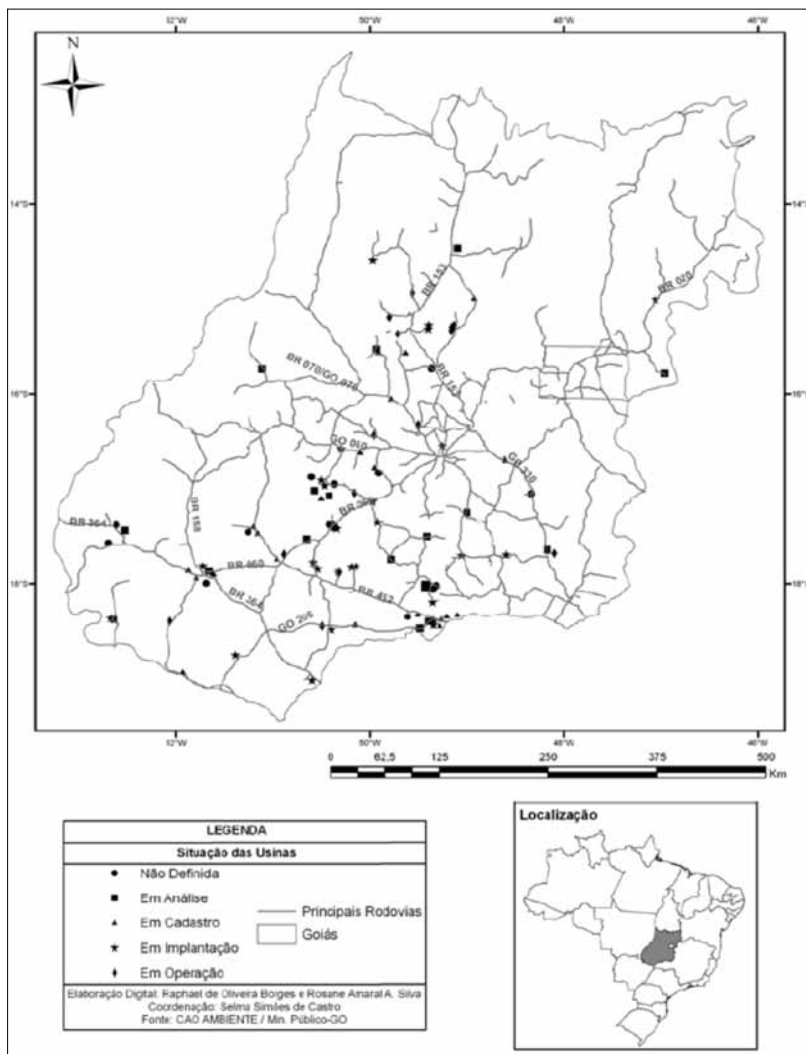 N
52°W
50°W
48°W
46°W
14°S
14°S
BR 153
BR 020
BR 070/GO 070
BR 153
16°S
16°S
GO 060
GO 330
BR 364
BR 158
BR 060
18°S
BR 452
18°S
BR 364
GO 206
52°W
50°W
48°W
46°W
0 62,5 125 250 375 500
Km
LEGENDA
Situação das Usinas
Não Definida
Em Análise
Em Cadastro
Em Implantação
Em Operação
Principais Rodovias
Goiás
Elaboração Digital: Raphael de Oliveira Borges e Rosane Amaral A. Silva
Coordenação: Selma Simões de Castro
Fonte: CAO AMBIENTE / Min. Público-GO
Localização